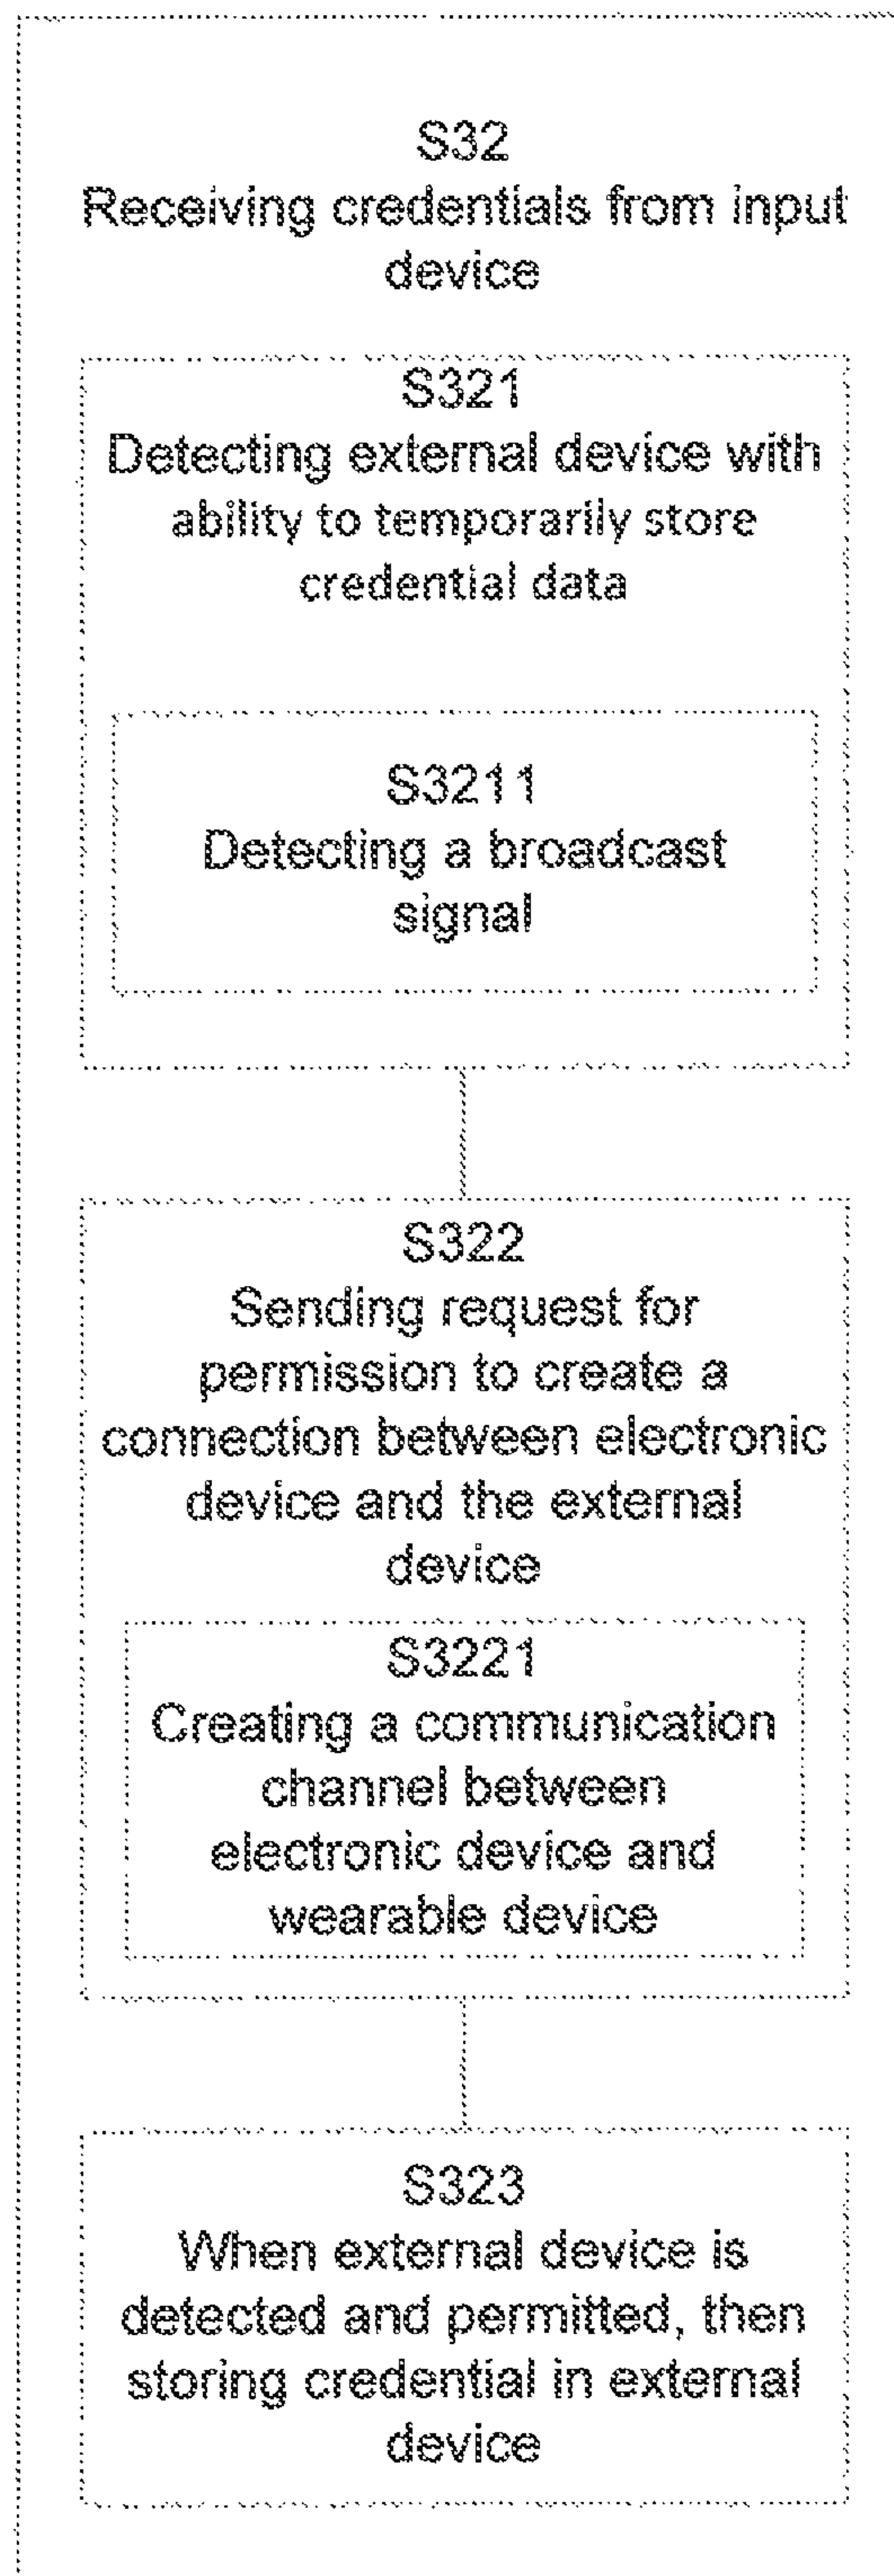 S32
Receiving credentials from input
device
S321
Detecting external device with
ability to temporarily store
credential data
S3211
Detecting a broadcast
signal
S322
Sending request for
permission to create a
connection between electronic
device and the external
device
S3221
Creating a communication
channel between
electronic device and
wearable device
S323
When external device is
detected and permitted, then
storing credential in external
device